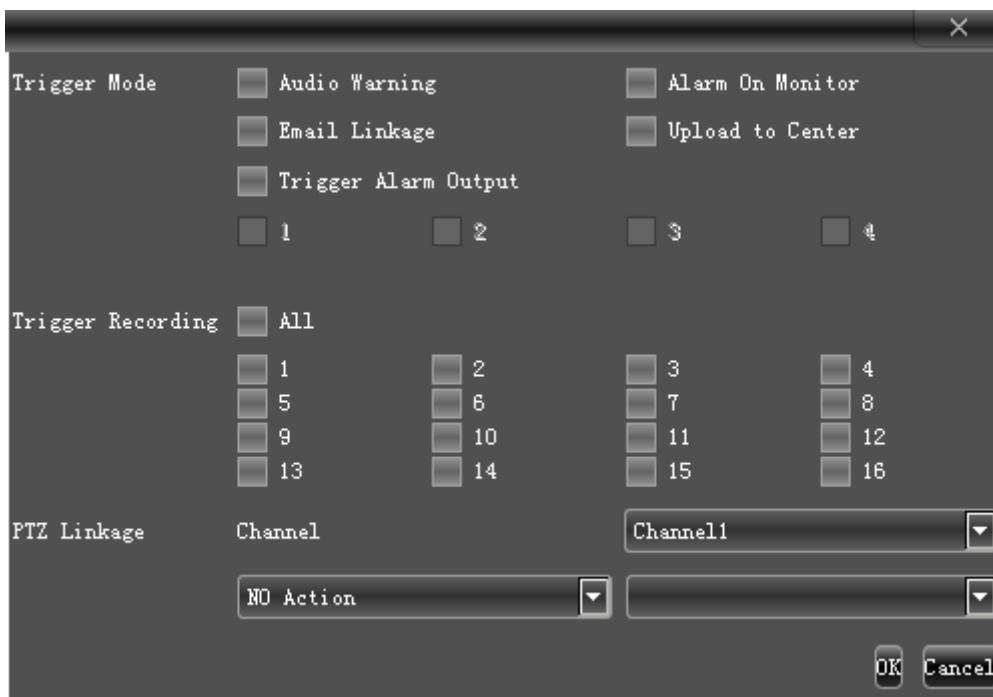 Trigger Mode Audio Warning Alarm On Monitor
Email Linkage Upload to Center
Trigger Alarm Output
1 2 3 4
Trigger Recording All
1 2 3 4
5 6 7 8
9 10 11 12
13 14 15 16
PTZ Linkage Channel Channel1
NO Action
OK Cancel